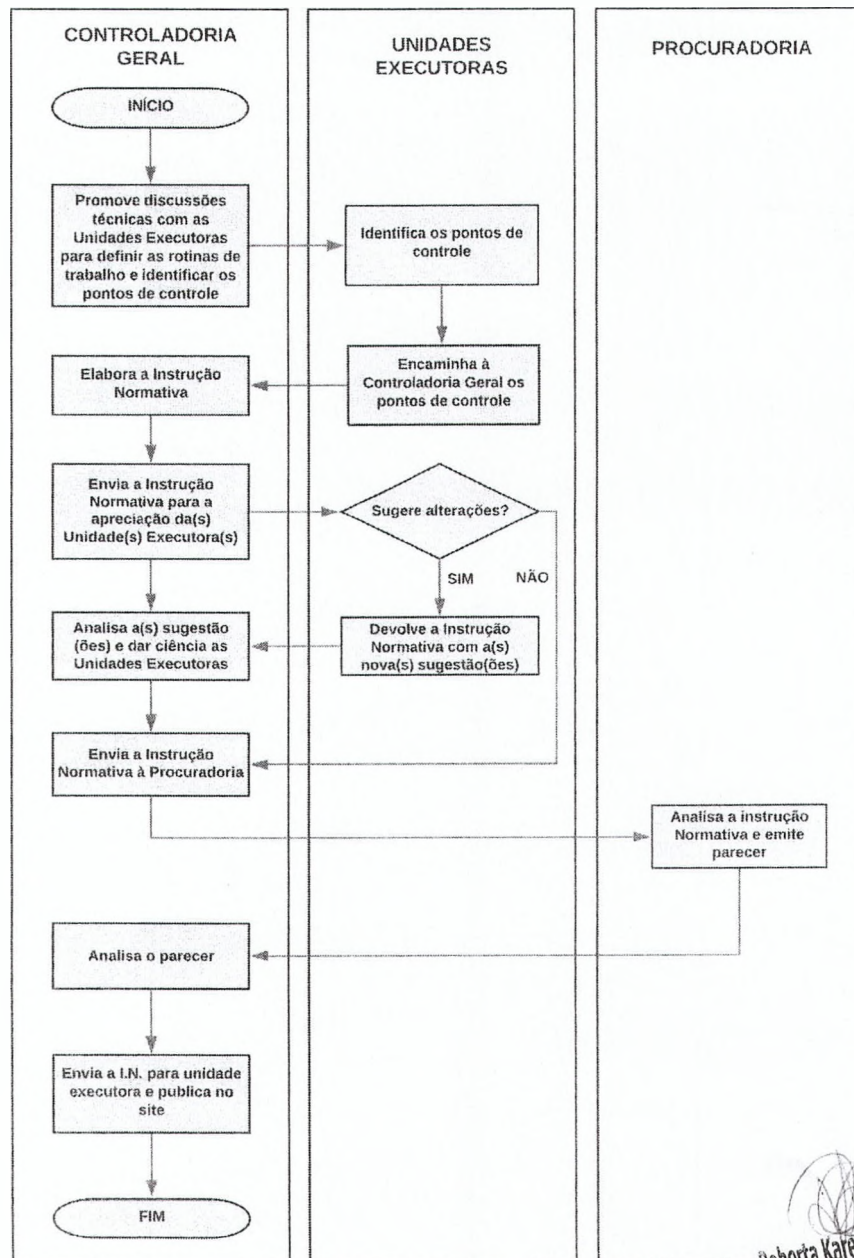 CONTROLADORIA
GERAL
UNIDADES
EXECUTORAS
PROCURADORIA
INÍCIO
Promove discussões
técnicas com as
Unidades Executoras
para definir as rotinas de
trabalho e identificar os
pontos de controle
Identifica os pontos de
controle
Encaminha à
Controladoria Geral os
pontos de controle
Elabora a Instrução
Normativa
Envia a Instrução
Normativa para a
apreciação da(s)
Unidade(s) Executora(s)
Sugere alterações?
SIM
NÃO
Devolve a Instrução
Normativa com a(s)
nova(s) sugestão(ões)
Analisa a(s) sugestão
(ões) e dar ciência as
Unidades Executoras
Envia a Instrução
Normativa à Procuradoria
Analisa a instrução
Normativa e emite
parecer
Analisa o parecer
Envia a I.N. para unidade
executora e publica no
site
FIM